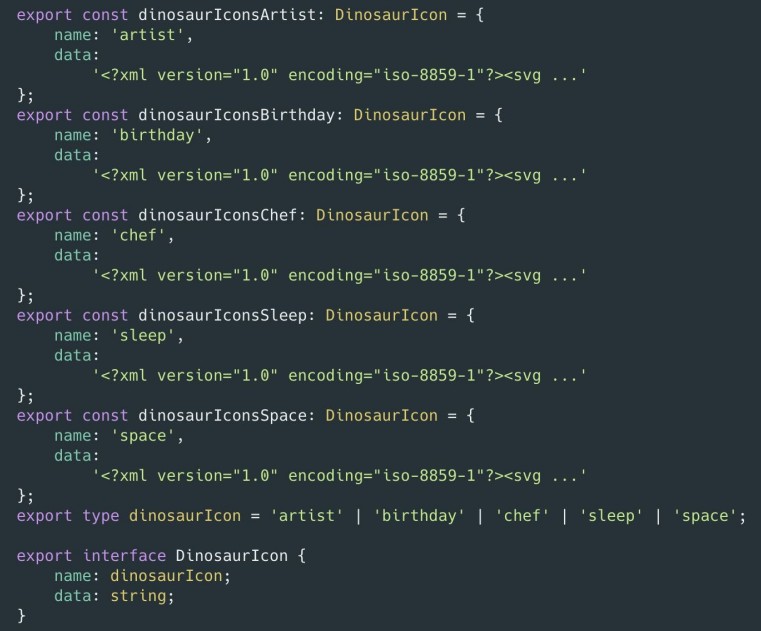 export const dinosaurIconsArtist: DinosaurIcon = {
    name: 'artist',
    data:
        '<?xml version="1.0" encoding="iso-8859-1"?><svg ...'
};
export const dinosaurIconsBirthday: DinosaurIcon = {
    name: 'birthday',
    data:
        '<?xml version="1.0" encoding="iso-8859-1"?><svg ...'
};
export const dinosaurIconsChef: DinosaurIcon = {
    name: 'chef',
    data:
        '<?xml version="1.0" encoding="iso-8859-1"?><svg ...'
};
export const dinosaurIconsSleep: DinosaurIcon = {
    name: 'sleep',
    data:
        '<?xml version="1.0" encoding="iso-8859-1"?><svg ...'
};
export const dinosaurIconsSpace: DinosaurIcon = {
    name: 'space',
    data:
        '<?xml version="1.0" encoding="iso-8859-1"?><svg ...'
};
export type dinosaurIcon = 'artist' | 'birthday' | 'chef' | 'sleep' | 'space';

export interface DinosaurIcon {
    name: dinosaurIcon;
    data: string;
}